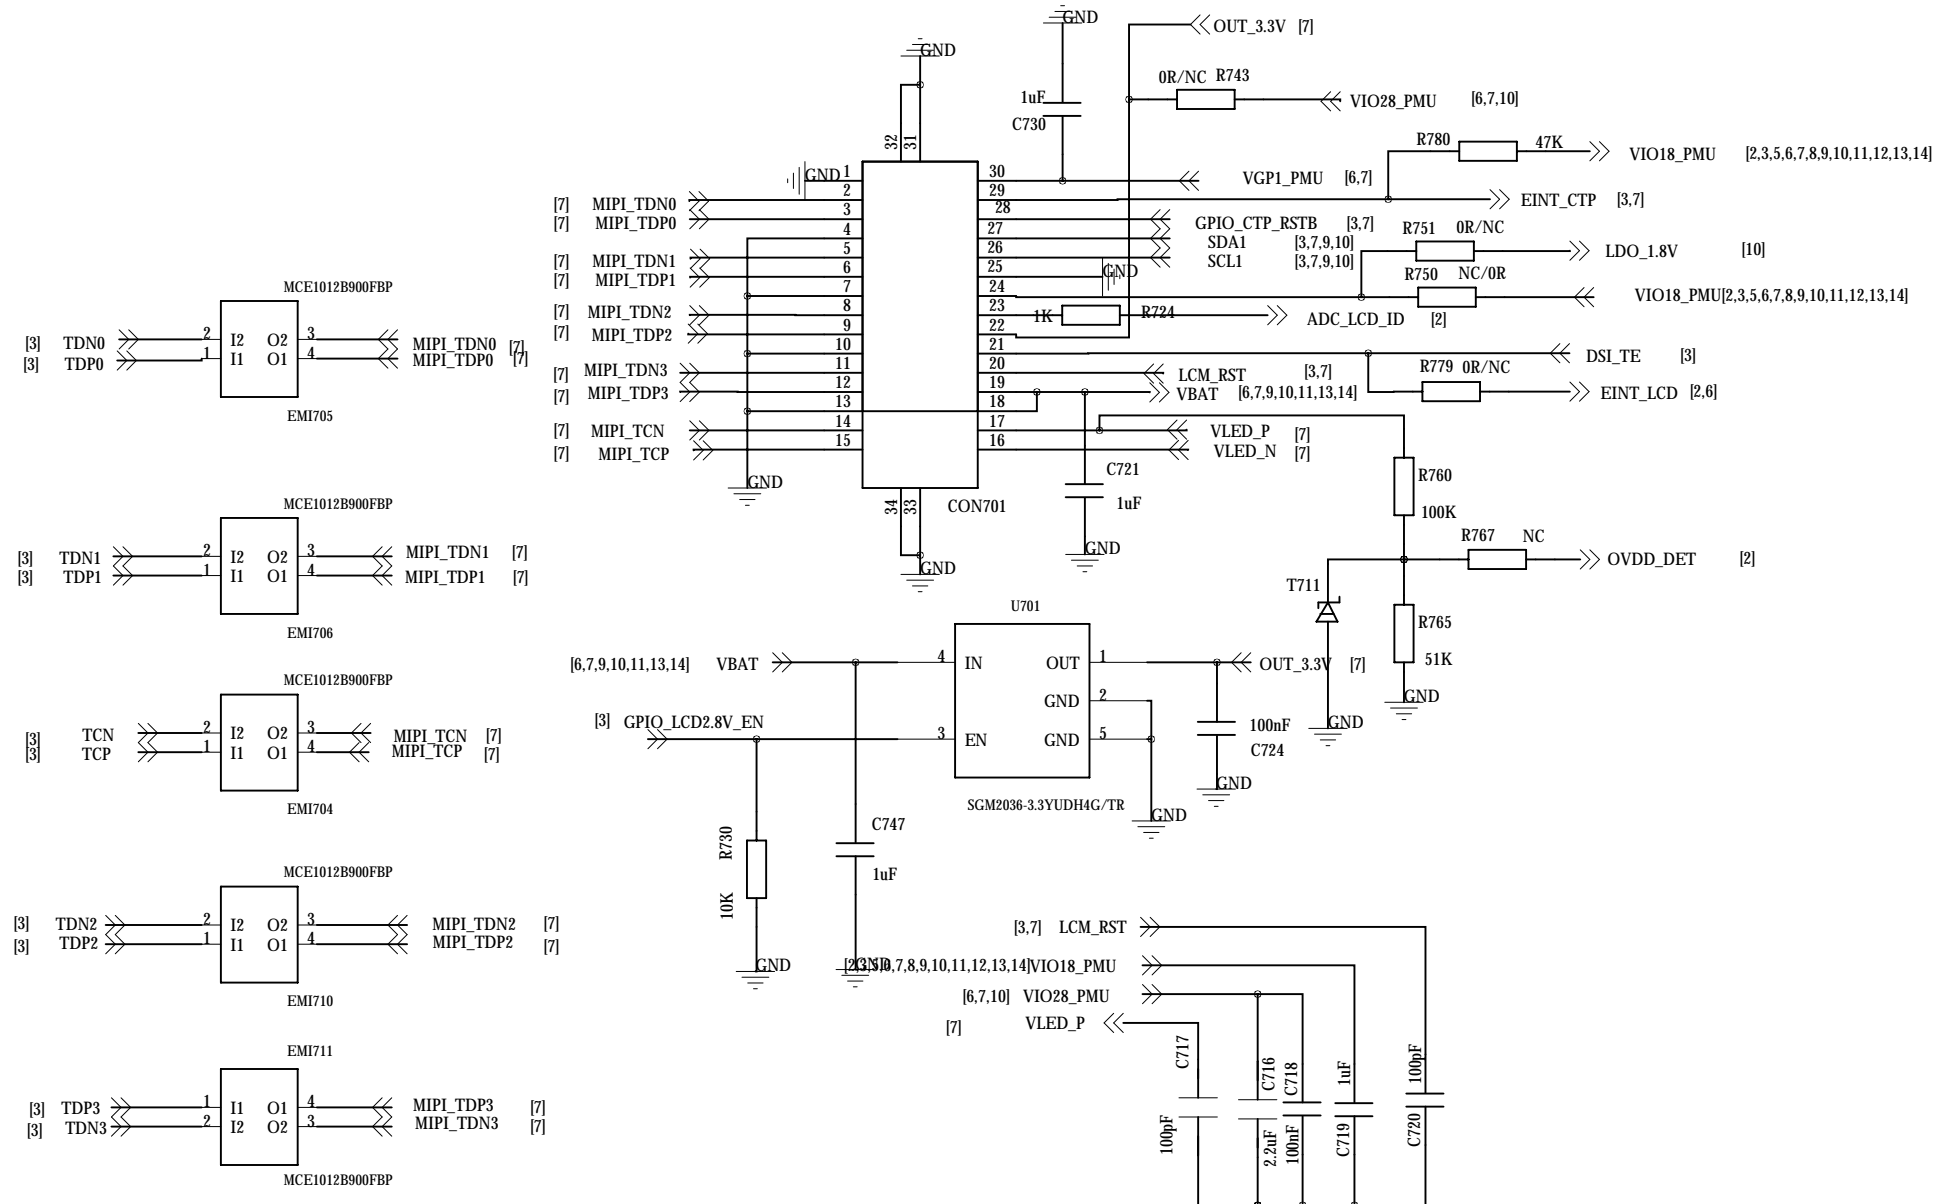 GND
OUT_3.3V [7]
GND
0R/NC R743
1uF
C730
VIO28_PMU [6,7,10]
32
31
R780 47K
VIO18_PMU [2,3,5,6,7,8,9,10,11,12,13,14]
GND 1
30
VGP1_PMU [6,7]
[7] MIPI_TDN0 2
29
EINT_CTP [3,7]
[7] MIPI_TDP0 3
28
GPIO_CTP_RSTB [3,7]
4
27
SDA1 [3,7,9,10]
R751 0R/NC
LDO_1.8V [10]
[7] MIPI_TDN1 5
26
SCL1 [3,7,9,10]
[7] MIPI_TDP1 6
25
GND
R750 NC/0R
7
24
VIO18_PMU[2,3,5,6,7,8,9,10,11,12,13,14]
[7] MIPI_TDN2 8
23
1K R724
ADC_LCD_ID [2]
[7] MIPI_TDP2 9
22
10
21
DSI_TE [3]
[7] MIPI_TDN3 11
20
LCM_RST [3,7]
R779 0R/NC
[7] MIPI_TDP3 12
19
VBAT [6,7,9,10,11,13,14]
EINT_LCD [2,6]
13
18
[7] MIPI_TCN 14
17
VLED_P [7]
[7] MIPI_TCP 15
16
VLED_N [7]
GND
34
33
CON701
GND
C721
1uF
GND
R760
100K
R767 NC
OVDD_DET [2]
T711
GND
R765
51K
GND
MCE1012B900FBP
[3] TDN0 2 I2 O2 3 MIPI_TDN0 [7]
[3] TDP0 1 I1 O1 4 MIPI_TDP0 [7]
EMI705
MCE1012B900FBP
[3] TDN1 2 I2 O2 3 MIPI_TDN1 [7]
[3] TDP1 1 I1 O1 4 MIPI_TDP1 [7]
EMI706
MCE1012B900FBP
[3] TCN 2 I2 O2 3 MIPI_TCN [7]
[3] TCP 1 I1 O1 4 MIPI_TCP [7]
EMI704
MCE1012B900FBP
[3] TDN2 2 I2 O2 3 MIPI_TDN2 [7]
[3] TDP2 1 I1 O1 4 MIPI_TDP2 [7]
EMI710
EMI711
[3] TDP3 1 I1 O1 4 MIPI_TDP3 [7]
[3] TDN3 2 I2 O2 3 MIPI_TDN3 [7]
MCE1012B900FBP
U701
[6,7,9,10,11,13,14] VBAT 4 IN OUT 1 OUT_3.3V [7]
GND 2
[3] GPIO_LCD2.8V_EN 3 EN GND 5
100nF
C724
GND
SGM2036-3.3YUDH4G/TR
GND
R730
10K
GND
C747
1uF
GND
[3,7] LCM_RST
[2,3,5,6,7,8,9,10,11,12,13,14]VIO18_PMU
[6,7,10] VIO28_PMU
[7] VLED_P
C717
100pF
C716
2.2uF
C718
100nF
1uF
C719
100pF
C720